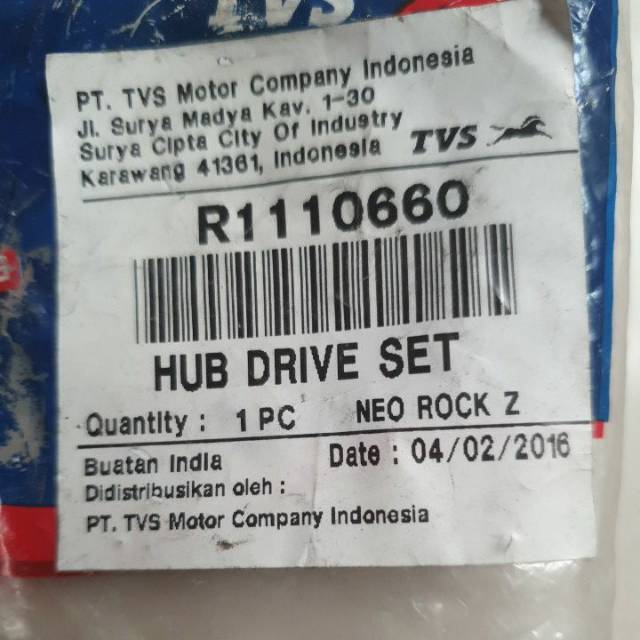 TVS
PT. TVS Motor Company Indonesia
Jl. Surya Madya Kav. 1-30
Surya Cipta City Of Industry
Karawang 41361, Indonesia
TVS
R1110660
HUB DRIVE SET
Quantity : 1 PC NEO ROCK Z
Buatan India Date : 04/02/2016
Didistribusikan oleh :
PT. TVS Motor Company Indonesia